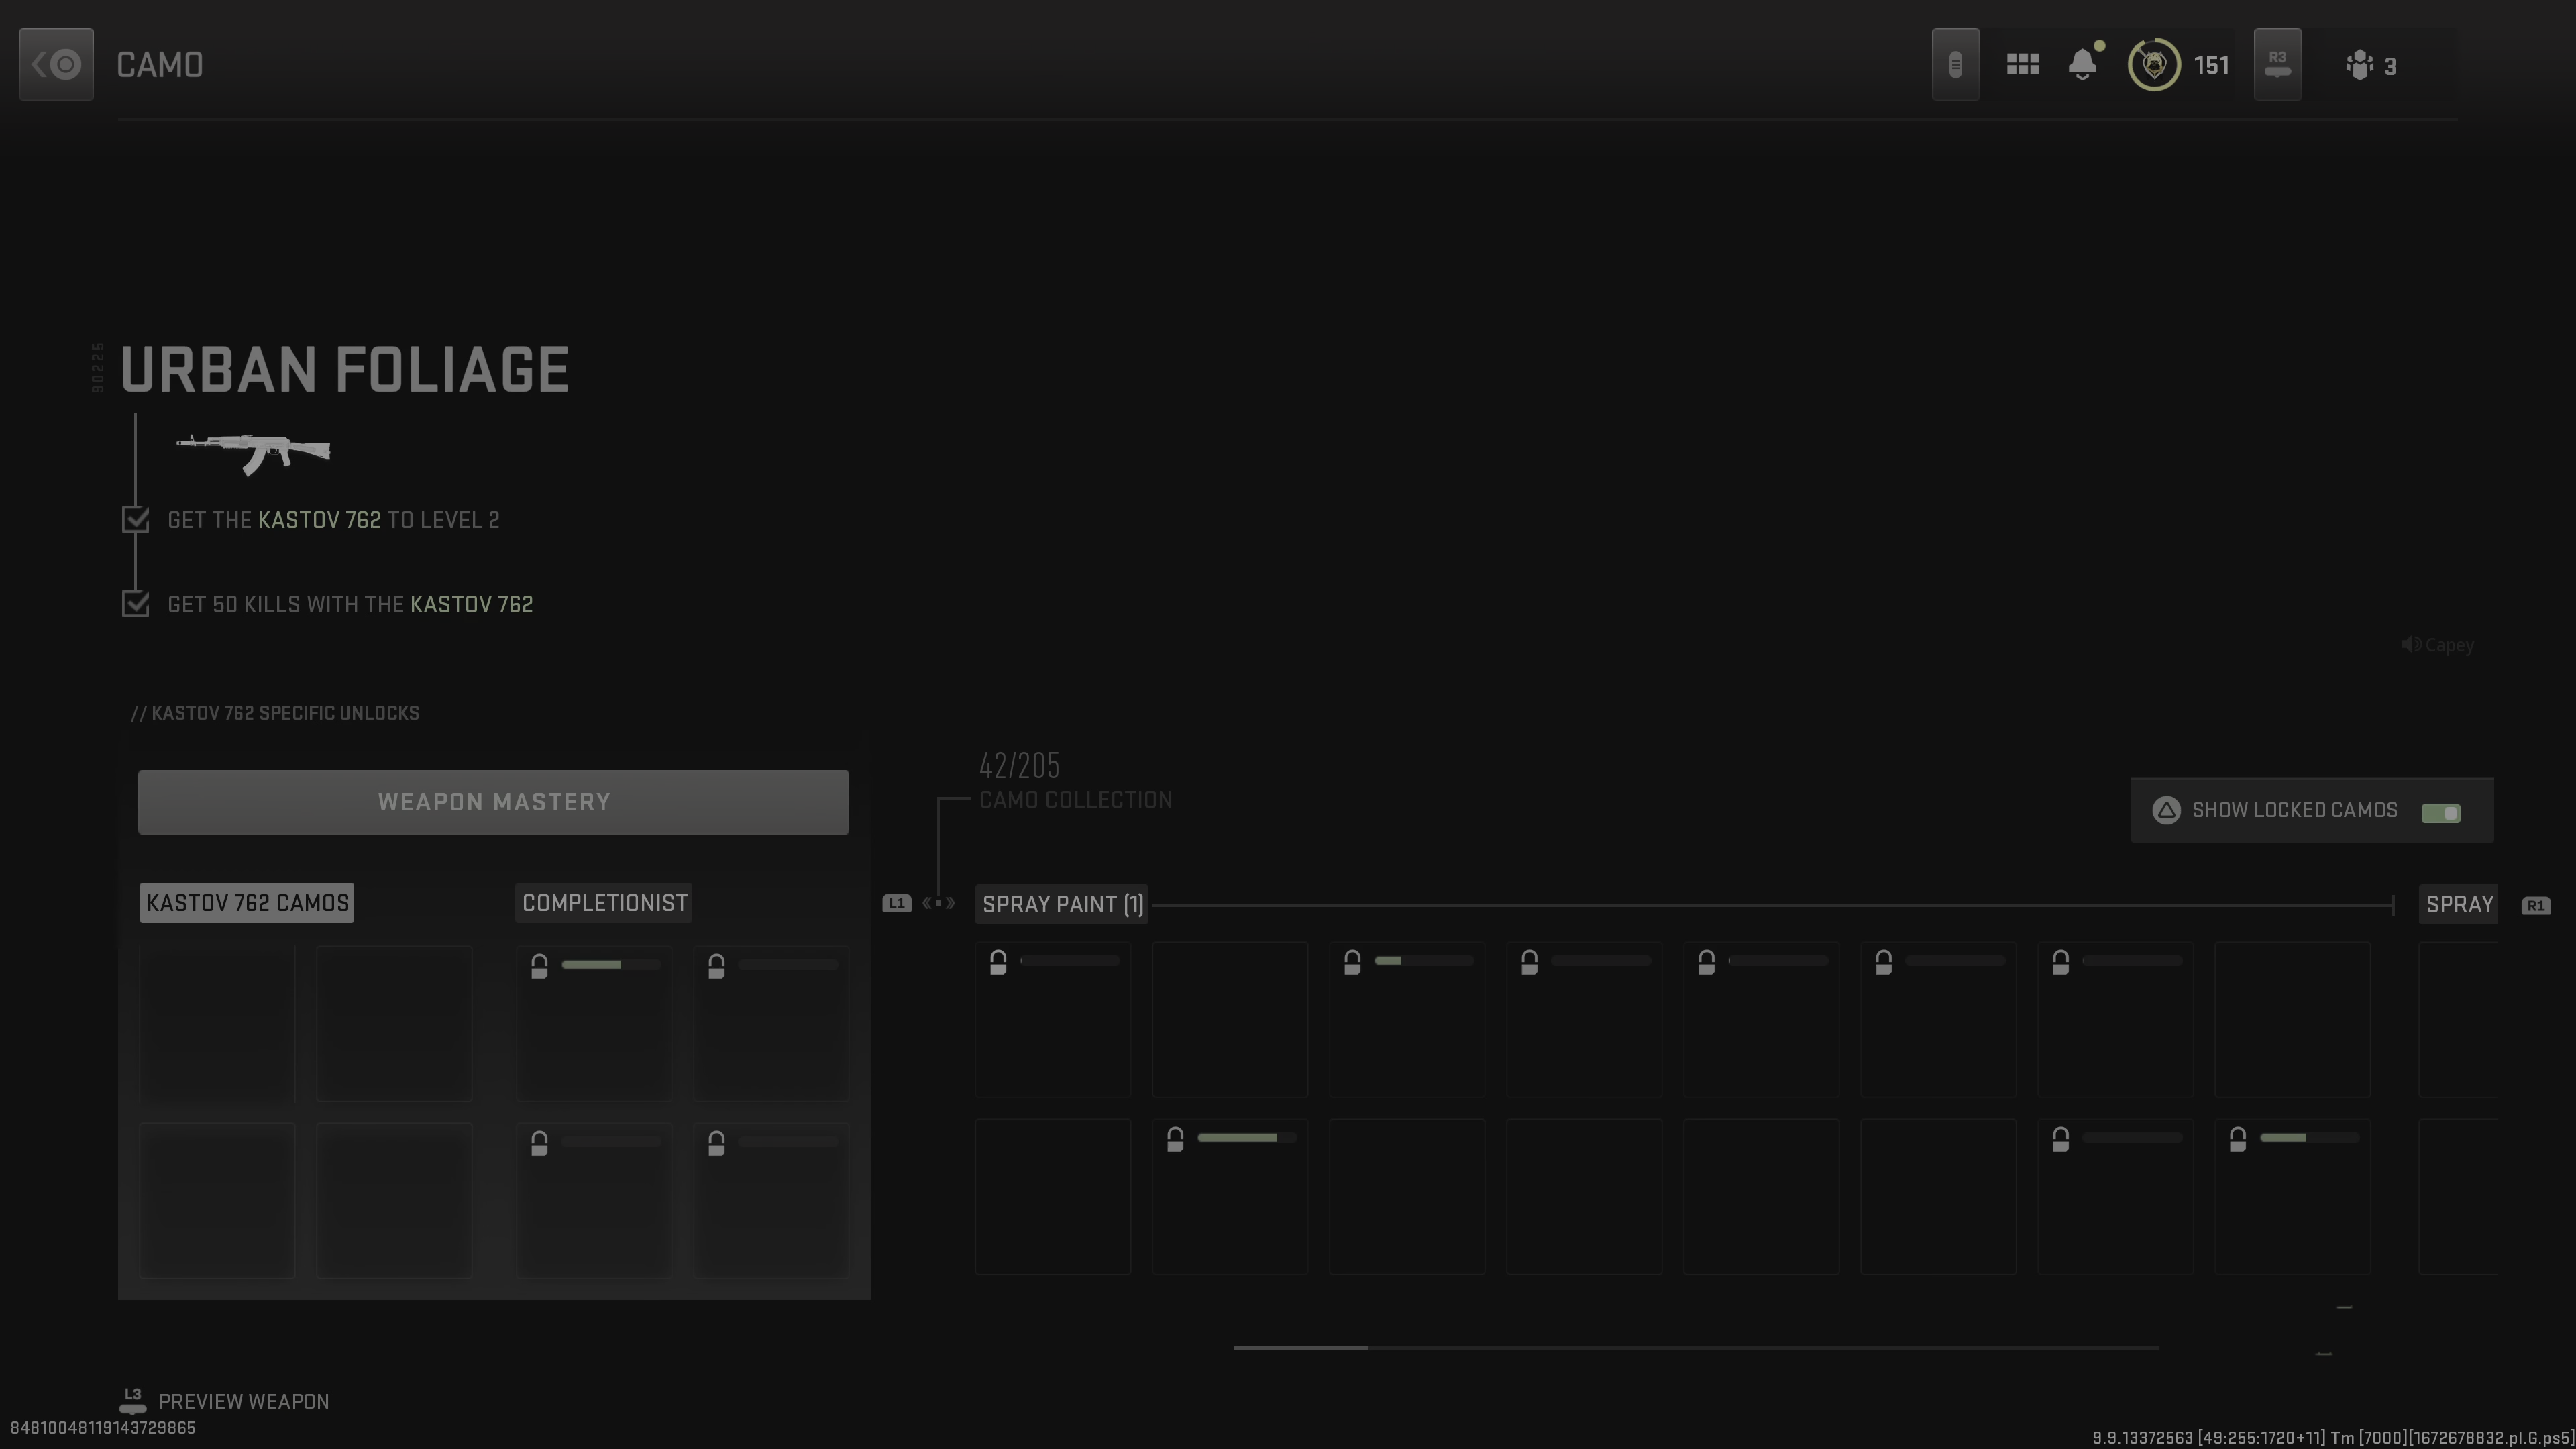 CAMO
151
R3
3
80225
URBAN FOLIAGE
GET THE KASTOV 762 TO LEVEL 2
GET 50 KILLS WITH THE KASTOV 762
Capey
// KASTOV 762 SPECIFIC UNLOCKS
WEAPON MASTERY
42/205
CAMO COLLECTION
SHOW LOCKED CAMOS
KASTOV 762 CAMOS
COMPLETIONIST
L1
SPRAY PAINT (1)
SPRAY
R1
L3
PREVIEW WEAPON
84810048119143729865
9.9.13372563 [49:255:1720+11] Tm [7000][1672678832.pl.G.ps5]